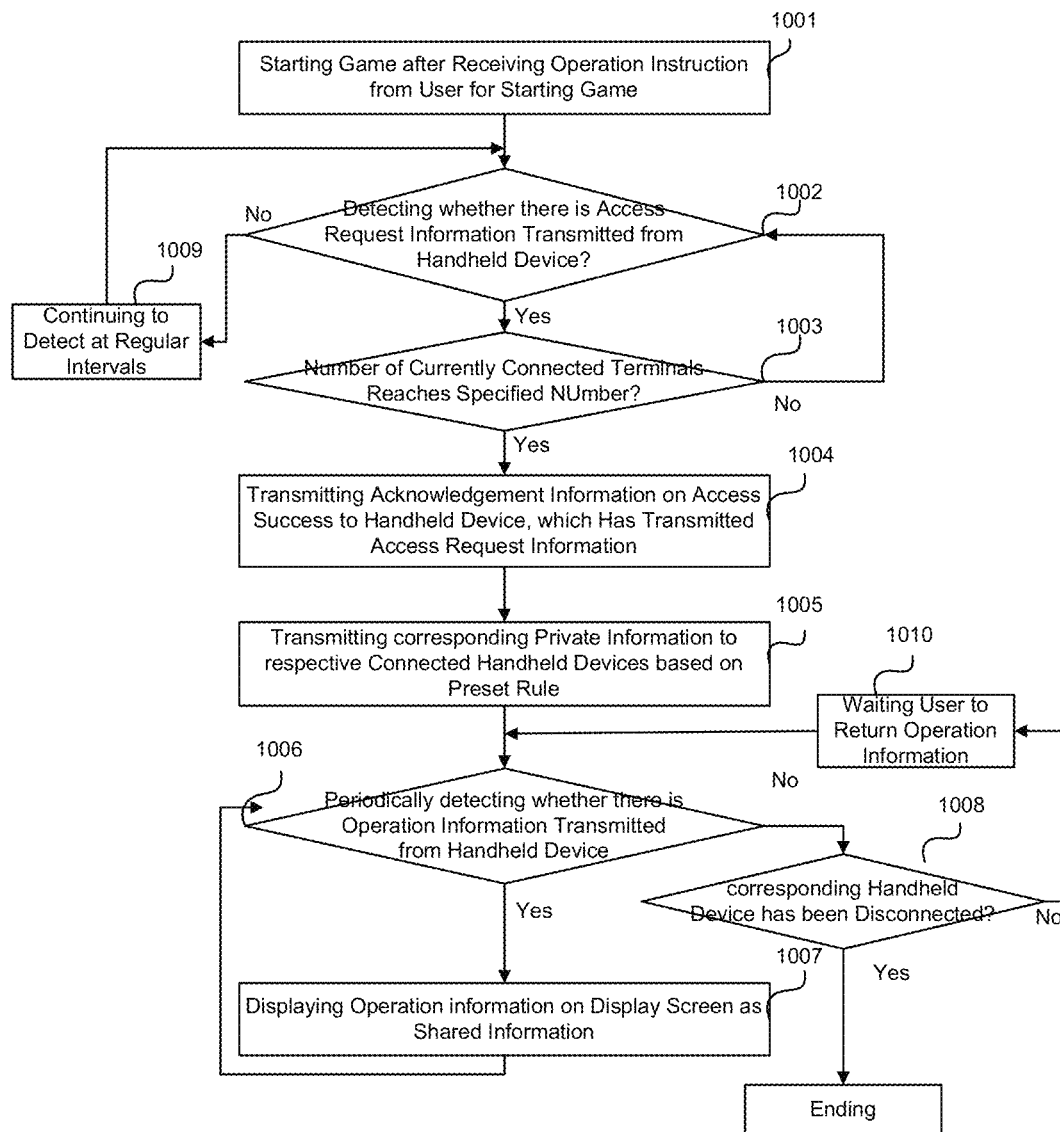 1001
Starting Game after Receiving Operation Instruction
from User for Starting Game
No
Detecting whether there is Access
Request Information Transmitted from
Handheld Device?
1002
1009
Continuing to
Detect at Regular
Intervals
Yes
1003
Number of Currently Connected Terminals
Reaches Specified NUmber?
No
Yes
1004
Transmitting Acknowledgement Information on Access
Success to Handheld Device, which Has Transmitted
Access Request Information
1005
Transmitting corresponding Private Information to
respective Connected Handheld Devices based on
Preset Rule
1010
Waiting User to
Return Operation
Information
1006
Periodically detecting whether there is
Operation Information Transmitted
from Handheld Device
No
1008
corresponding Handheld
Device has been Disconnected?
No
Yes
Yes
1007
Displaying Operation information on Display Screen as
Shared Information
Ending